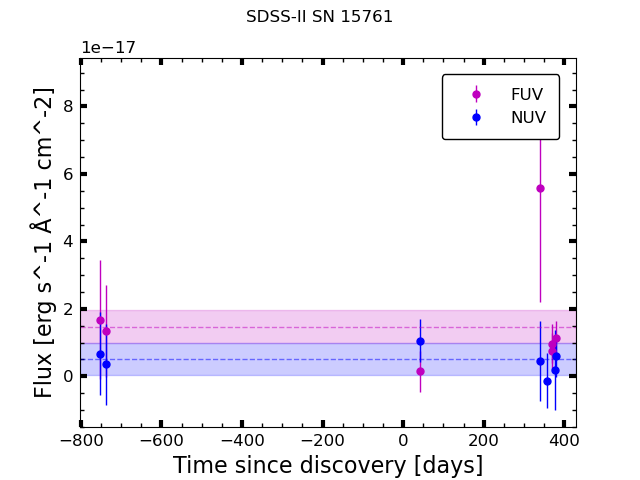 SDSS-II SN 15761
1e−17
FUV
NUV
8
6
4
2
0
Flux [erg s^-1 Å^-1 cm^-2]
−800 −600 −400 −200 0 200 400
Time since discovery [days]